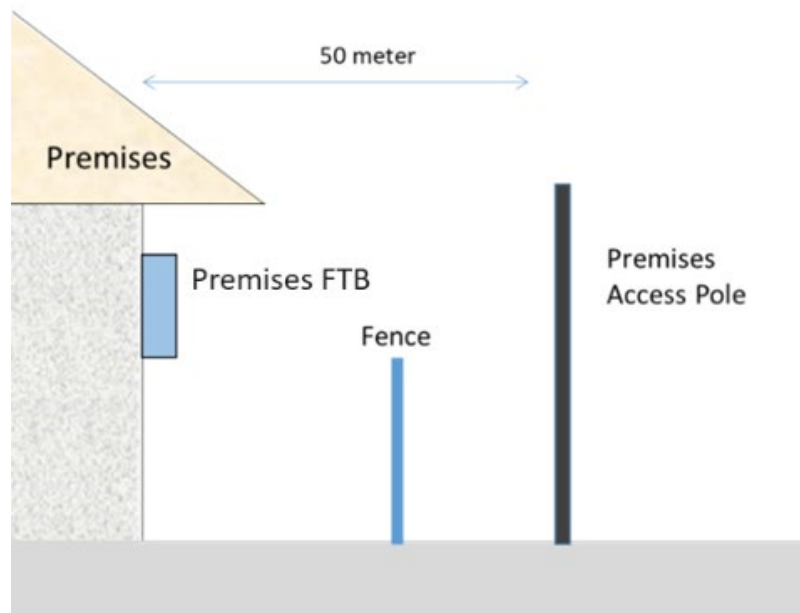 50 meter
Premises
Premises FTB
Premises
Access Pole
Fence